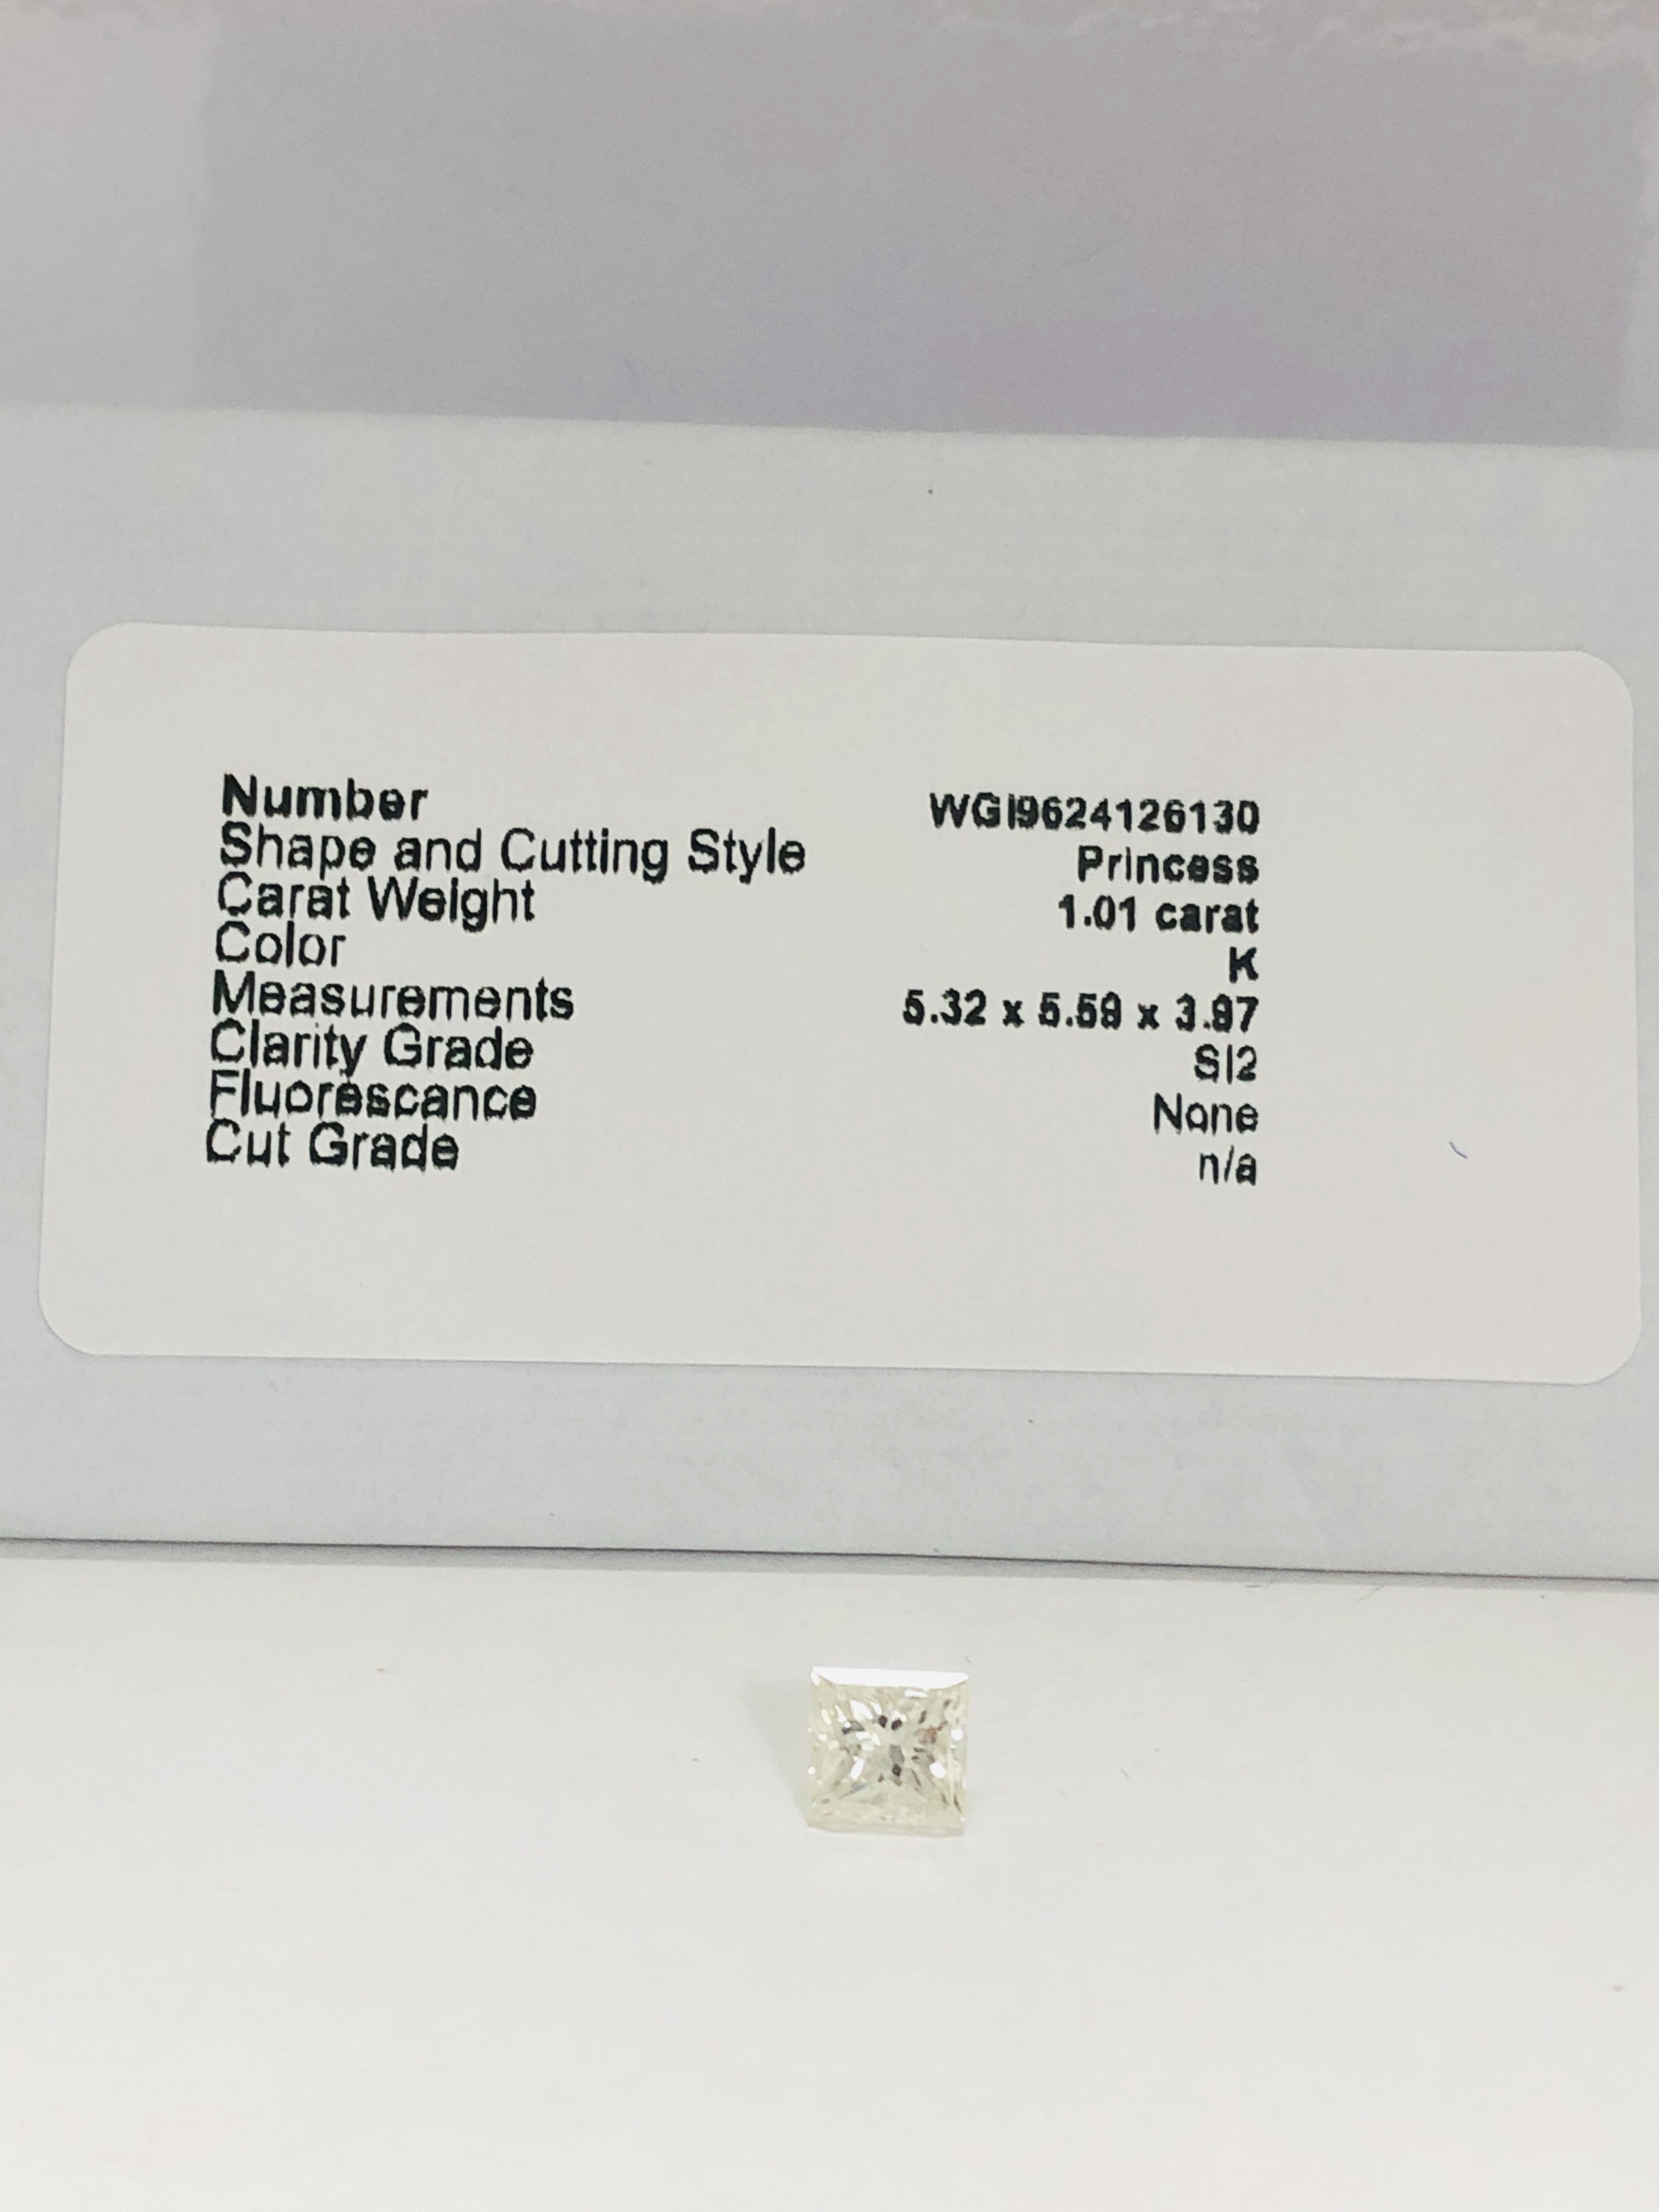 Number WGI9624126130
Shape and Cutting Style Princess
Carat Weight 1.01 carat
Color K
Measurements 5.32 x 5.59 x 3.97
Clarity Grade SI2
Fluorescance None
Cut Grade n/a